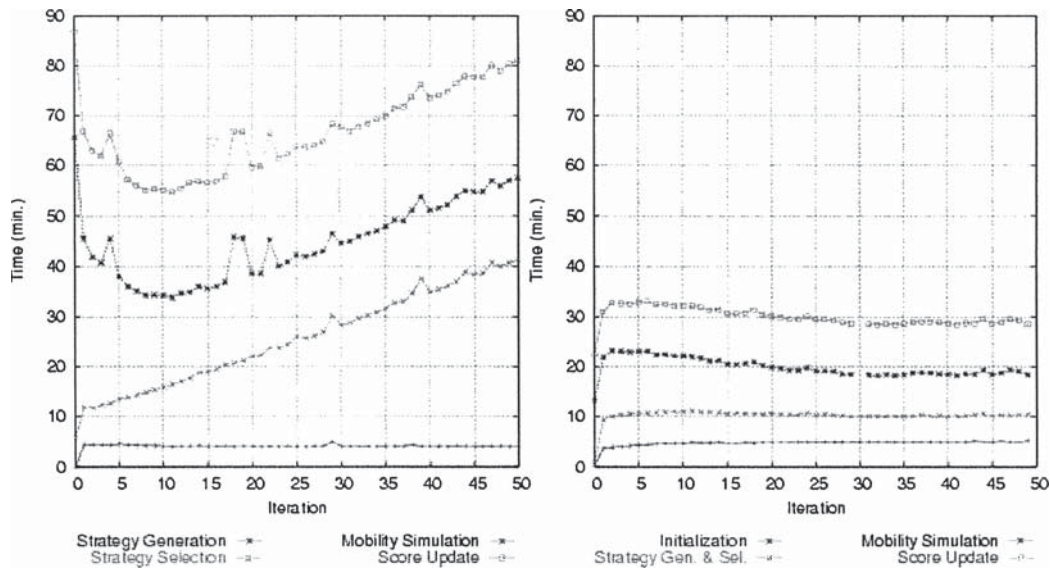 90
80
70
60
50
40
30
20
10
0
Time (min.)
0 5 10 15 20 25 30 35 40 45 50
Iteration
Strategy Generation
Strategy Selection
Mobility Simulation
Score Update
90
80
70
60
50
40
30
20
10
0
Time (min.)
0 5 10 15 20 25 30 35 40 45 50
Iteration
Initialization
Strategy Gen. & Sel.
Mobility Simulation
Score Update